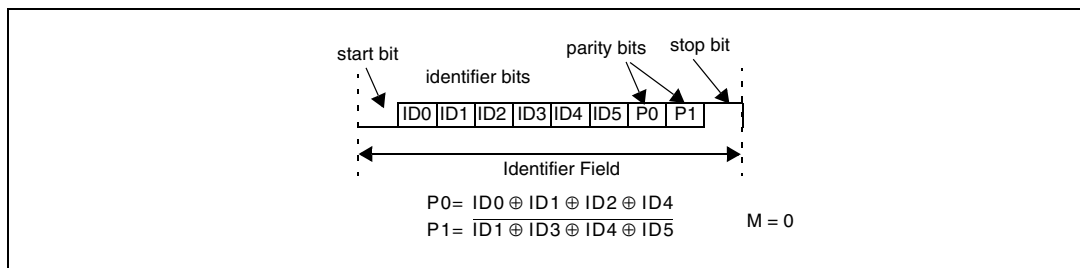 start bit
identifier bits
parity bits
stop bit
ID0 ID1 ID2 ID3 ID4 ID5 P0 P1
Identifier Field
P0= ID0 ⊕ ID1 ⊕ ID2 ⊕ ID4
P1= \overline{ID1 ⊕ ID3 ⊕ ID4 ⊕ ID5}
M = 0